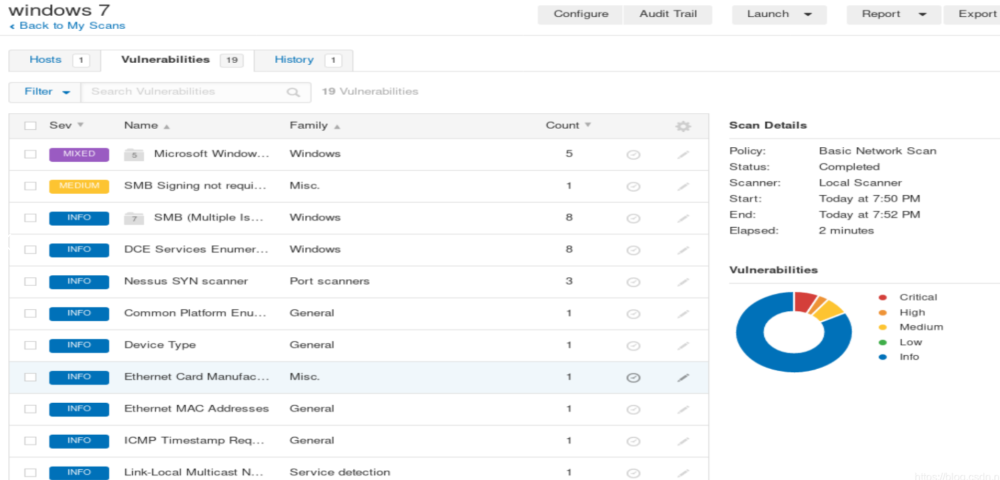 windows 7
Back to My Scans
Configure Audit Trail Launch Report Export
Hosts 1 Vulnerabilities 19 History 1
Filter Search Vulnerabilities 19 Vulnerabilities
Sev Name Family Count
MIXED 5 Microsoft Window... Windows 5
MEDIUM SMB Signing not requi... Misc. 1
INFO 7 SMB (Multiple Is... Windows 8
INFO DCE Services Enumer... Windows 8
INFO Nessus SYN scanner Port scanners 3
INFO Common Platform Enu... General 1
INFO Device Type General 1
INFO Ethernet Card Manufac... Misc. 1
INFO Ethernet MAC Addresses General 1
INFO ICMP Timestamp Req... General 1
INFO Link-Local Multicast N... Service detection 1
Scan Details
Policy: Basic Network Scan
Status: Completed
Scanner: Local Scanner
Start: Today at 7:50 PM
End: Today at 7:52 PM
Elapsed: 2 minutes
Vulnerabilities
Critical
High
Medium
Low
Info
https://blog.csdn.n